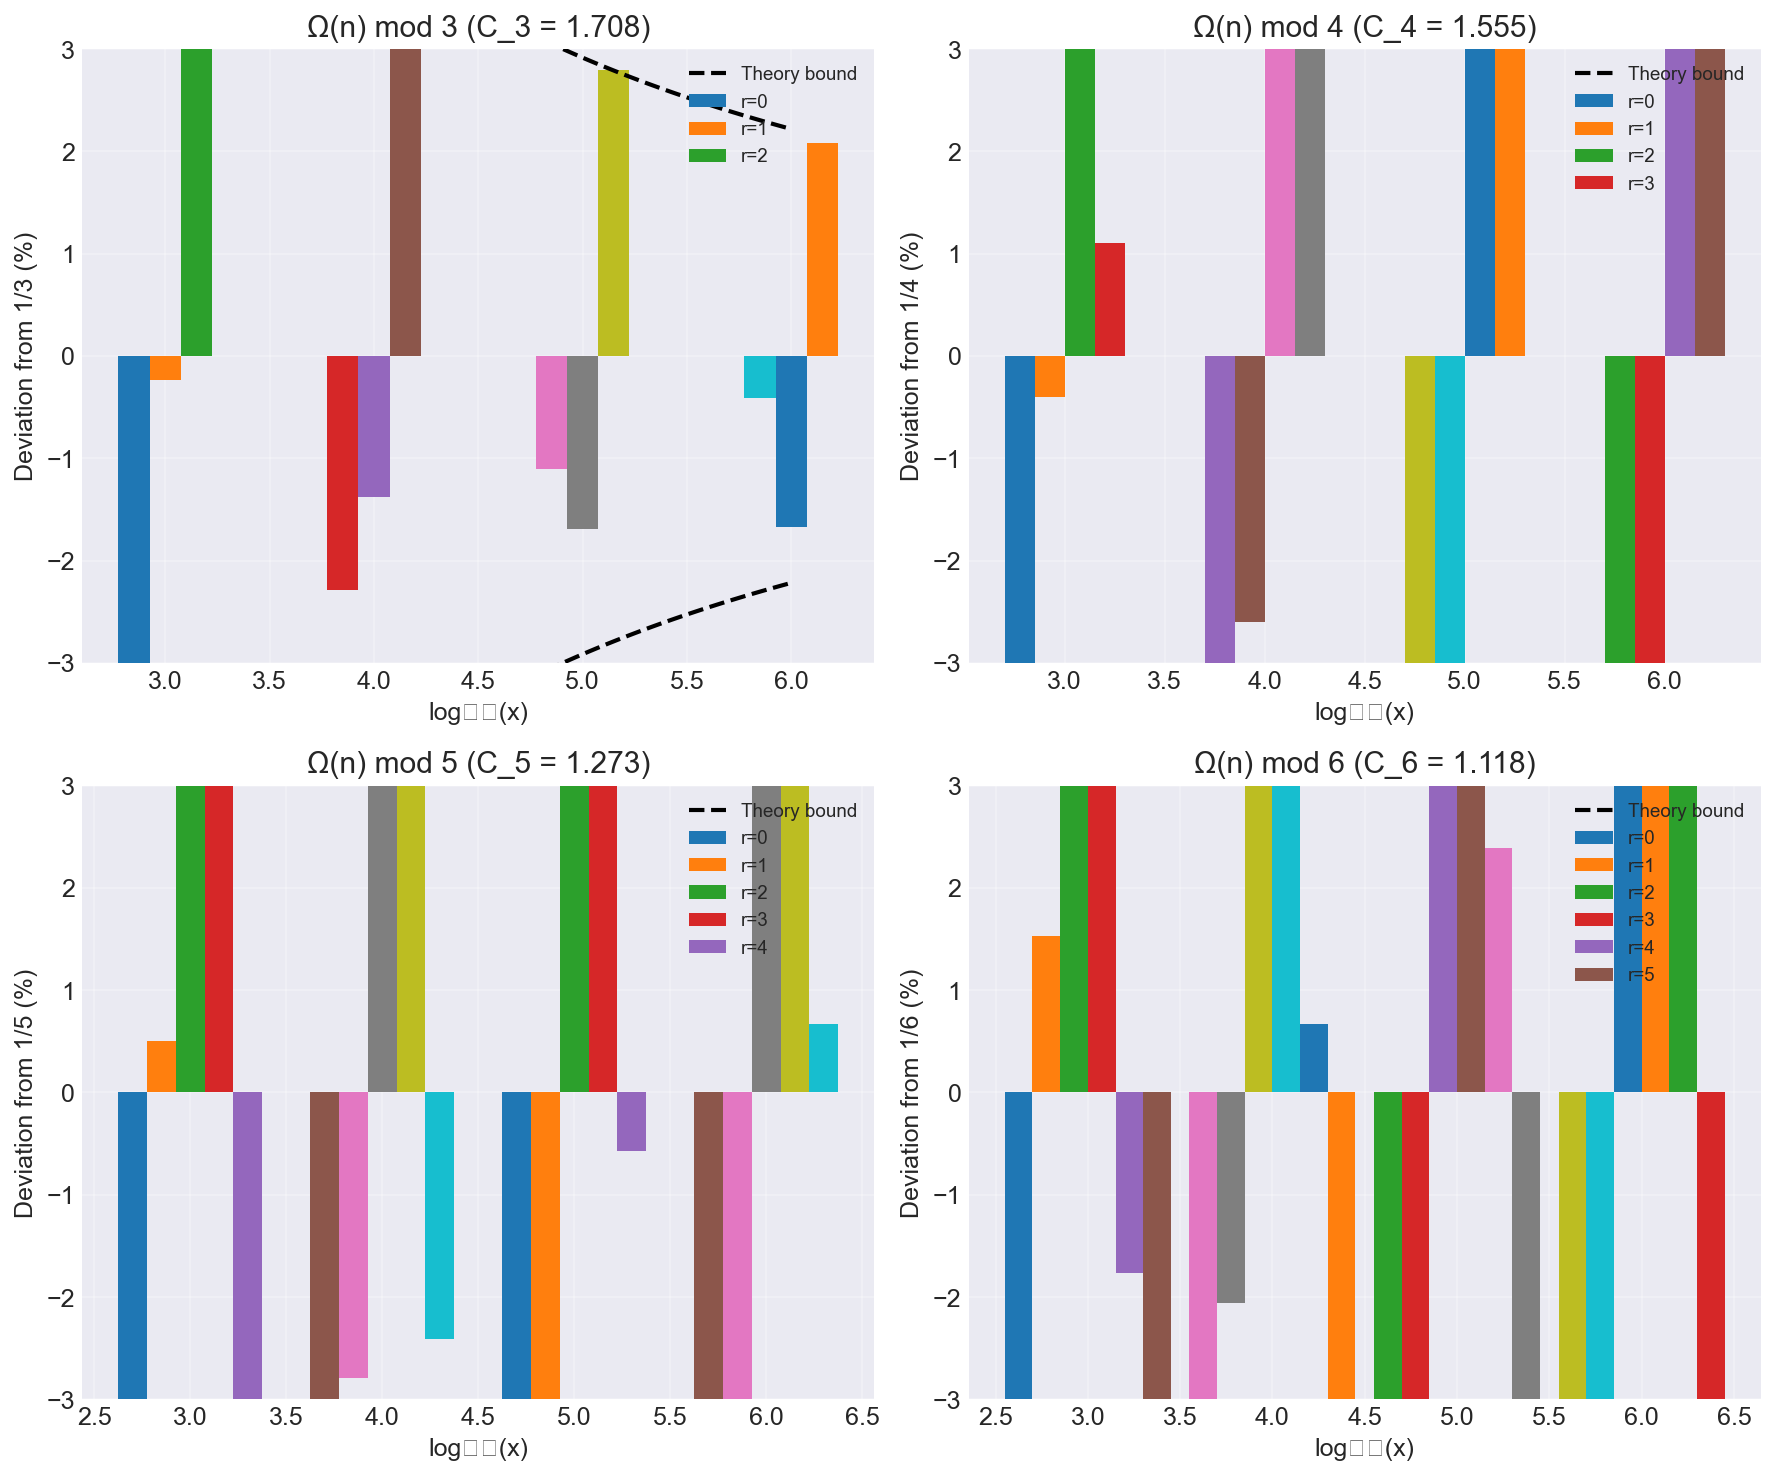 Ω(n) mod 3 (C_3 = 1.708)
Deviation from 1/3 (%)
3
2
1
0
−1
−2
−3
Theory bound
r=0
r=1
r=2
3.0 3.5 4.0 4.5 5.0 5.5 6.0
log□□(x)
Ω(n) mod 4 (C_4 = 1.555)
Deviation from 1/4 (%)
3
2
1
0
−1
−2
−3
Theory bound
r=0
r=1
r=2
r=3
3.0 3.5 4.0 4.5 5.0 5.5 6.0
log□□(x)
Ω(n) mod 5 (C_5 = 1.273)
Deviation from 1/5 (%)
3
2
1
0
−1
−2
−3
Theory bound
r=0
r=1
r=2
r=3
r=4
2.5 3.0 3.5 4.0 4.5 5.0 5.5 6.0 6.5
log□□(x)
Ω(n) mod 6 (C_6 = 1.118)
Deviation from 1/6 (%)
3
2
1
0
−1
−2
−3
Theory bound
r=0
r=1
r=2
r=3
r=4
r=5
2.5 3.0 3.5 4.0 4.5 5.0 5.5 6.0 6.5
log□□(x)